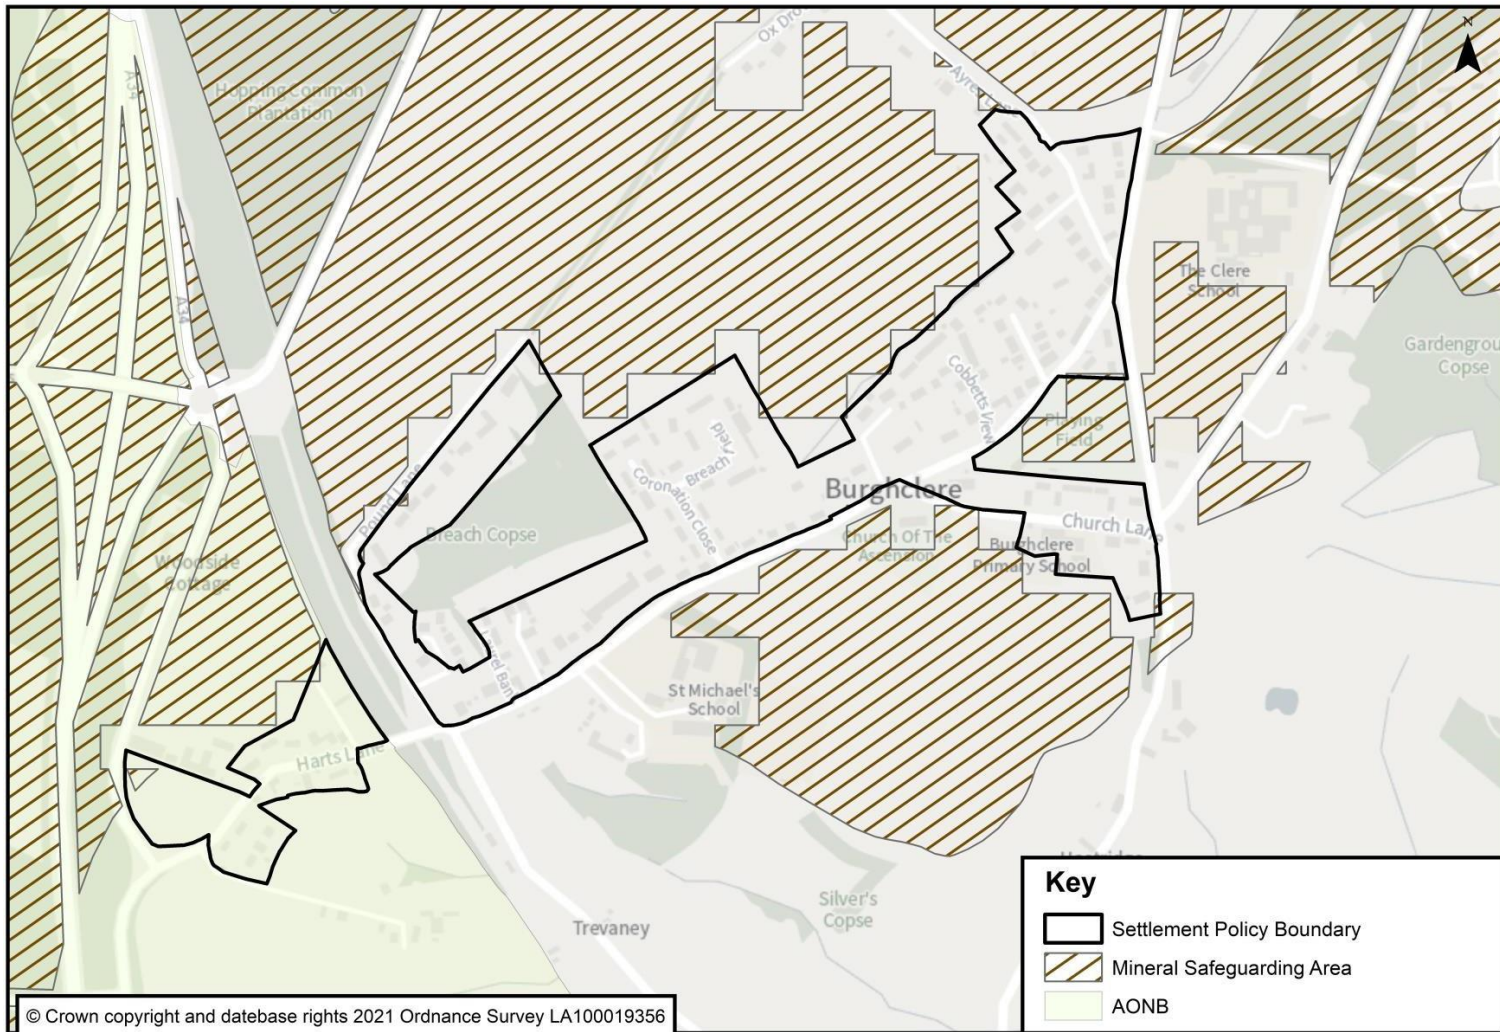 N
Ox Dro
A34
Hopping Common
Plantation
Ayres Lane
A34
The Clere
School
Gardengrou
Copse
Cobbetts View
Playing
Field
Breach Field
Coronation Close
Burghclere
Pound Lane
Breach Copse
Church Of The
Ascension
Church Lane
Burghclere
Primary School
Woodside
Cottage
St Michael's
School
Harts Lane
Silver's
Copse
Trevaney
Key
Settlement Policy Boundary
Mineral Safeguarding Area
AONB
© Crown copyright and datebase rights 2021 Ordnance Survey LA100019356